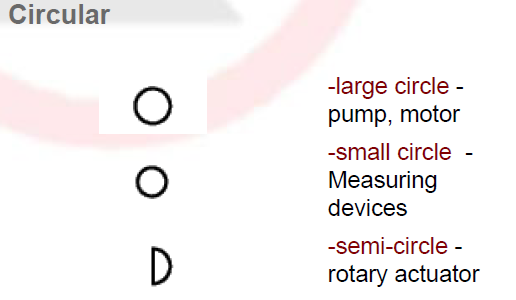 Circular
-large circle -
pump, motor
-small circle  -
Measuring
devices
-semi-circle -
rotary actuator